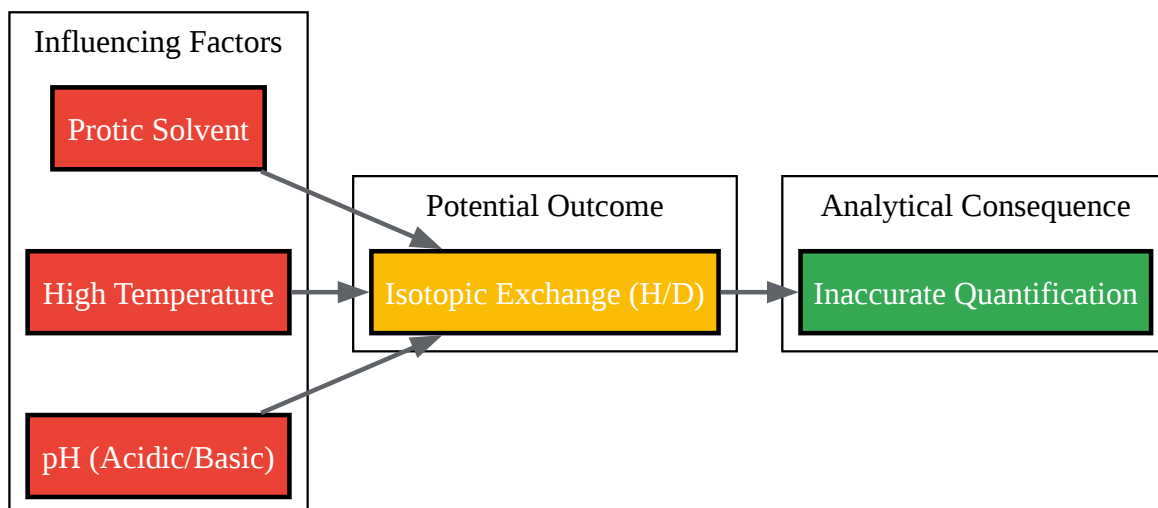 Influencing Factors
Protic Solvent
High Temperature
pH (Acidic/Basic)
Potential Outcome
Isotopic Exchange (H/D)
Analytical Consequence
Inaccurate Quantification